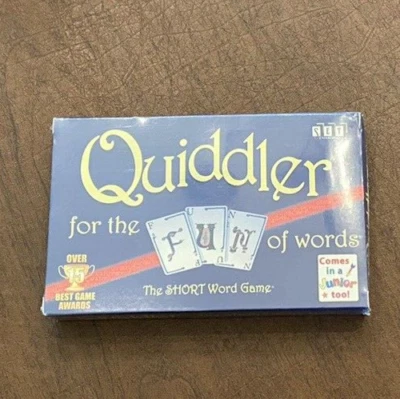 SET
Quiddler
for the FUN of words
OVER
15
BEST GAME
AWARDS
The SHORT Word Game
Comes
in a
Junior
too!